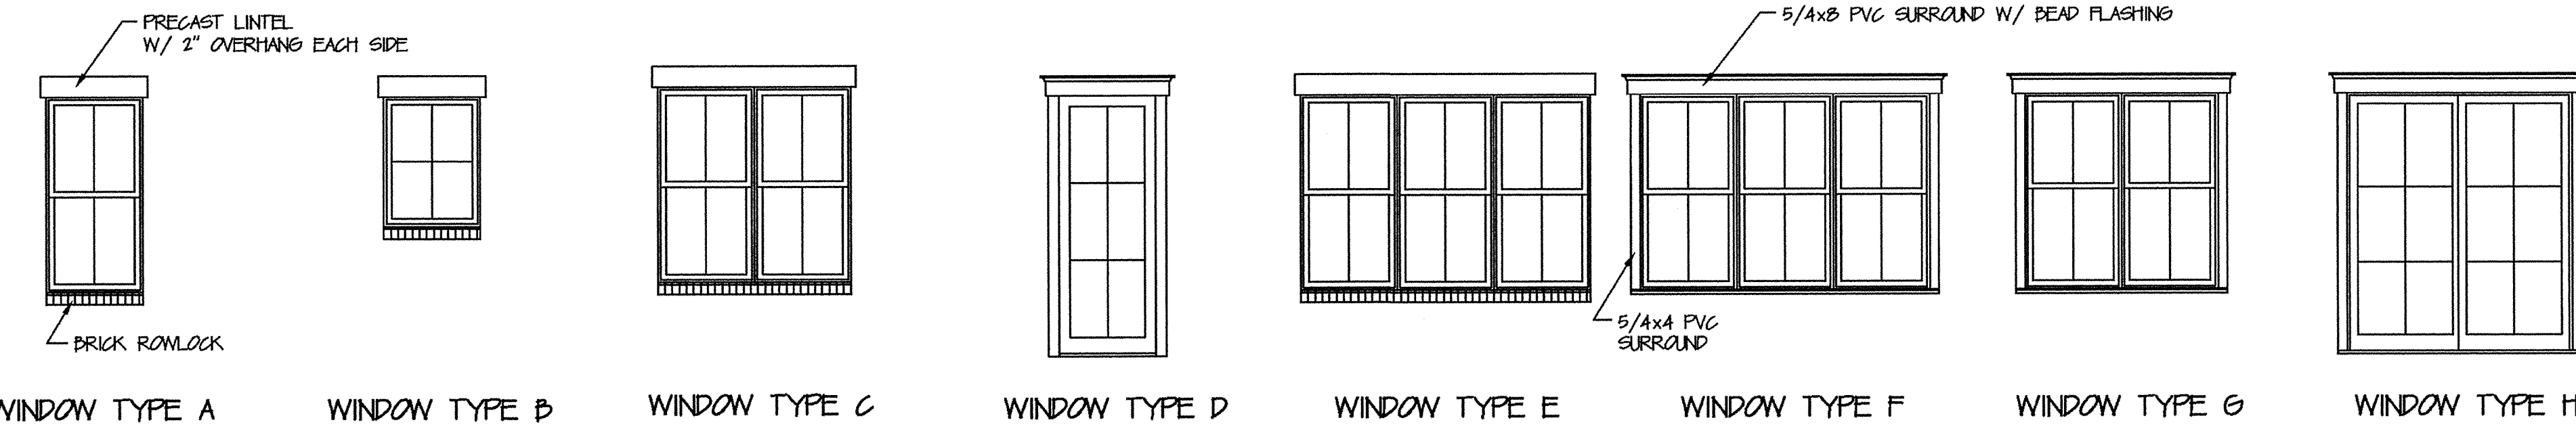 PRECAST LINTEL
W/ 2" OVERHANG EACH SIDE
5/4x8 PVC SURROUND W/ BEAD FLASHING
BRICK ROWLOCK
5/4x4 PVC
SURROUND
WINDOW TYPE A
WINDOW TYPE B
WINDOW TYPE C
WINDOW TYPE D
WINDOW TYPE E
WINDOW TYPE F
WINDOW TYPE G
WINDOW TYPE H